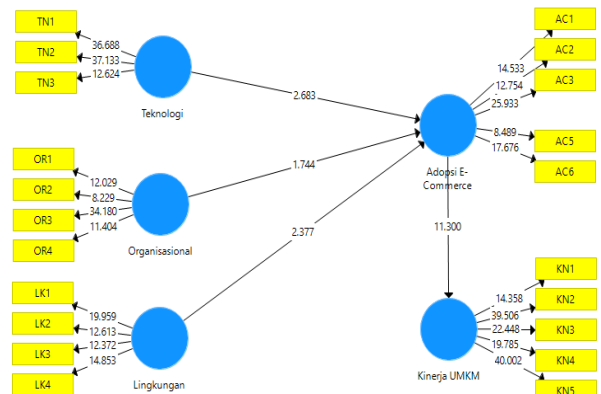 TN1
TN2
TN3
36.688
37.133
12.624
Teknologi
OR1
OR2
OR3
OR4
12.029
8.229
34.180
11.404
Organisasional
LK1
LK2
LK3
LK4
19.959
12.613
12.372
14.853
Lingkungan
2.683
1.744
2.377
AC1
AC2
AC3
AC5
AC6
14.533
12.754
25.933
8.489
17.676
Adopsi E-
Commerce
11.300
KN1
KN2
KN3
KN4
KN5
14.358
39.506
22.448
19.785
40.002
Kinerja UMKM